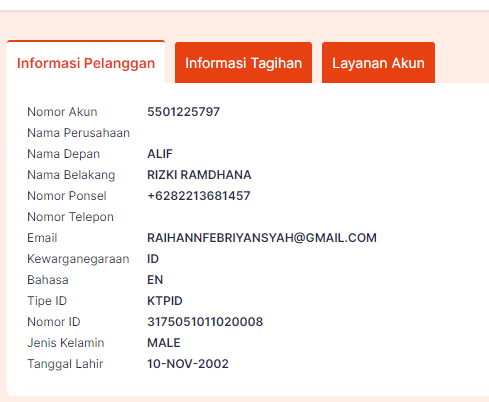 Informasi Pelanggan Informasi Tagihan Layanan Akun
Nomor Akun 5501225797
Nama Perusahaan
Nama Depan ALIF
Nama Belakang RIZKI RAMDHANA
Nomor Ponsel +6282213681457
Nomor Telepon
Email RAIHANNFEBRIYANSYAH@GMAIL.COM
Kewarganegaraan ID
Bahasa EN
Tipe ID KTPID
Nomor ID 3175051011020008
Jenis Kelamin MALE
Tanggal Lahir 10-NOV-2002